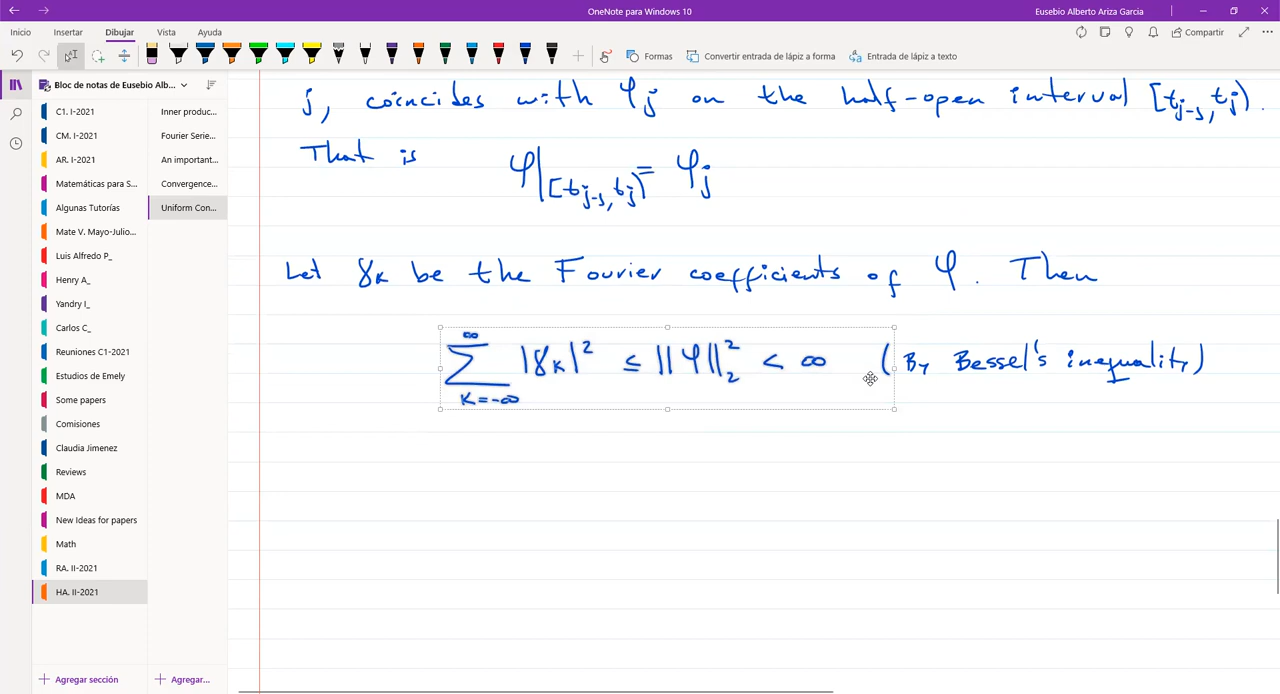 OneNote para Windows 10
Eusebio Alberto Ariza Garcia
Inicio
Insertar
Dibujar
Vista
Ayuda
Compartir
Formas
Convertir entrada de lápiz a forma
Entrada de lápiz a texto
Bloc de notas de Eusebio Alb...
C1. I-2021
CM. I-2021
AR. I-2021
Matemáticas para S...
Algunas Tutorías
Mate V. Mayo-Julio...
Luis Alfredo P_
Henry A_
Yandry I_
Carlos C_
Reuniones C1-2021
Estudios de Emely
Some papers
Comisiones
Claudia Jimenez
Reviews
MDA
New Ideas for papers
Math
RA. II-2021
HA. II-2021
Agregar sección
Inner produc...
Fourier Serie...
An important...
Convergence...
Uniform Con...
Agregar...
j, coincides with φj on the half-open interval [tj-1, tj).
That is φ|[tj-1, tj) = φj
Let γk be the Fourier coefficients of φ. Then
∞
∑ |γk|² ≤ ||φ||₂² < ∞ (By Bessel's inequality)
k=-∞